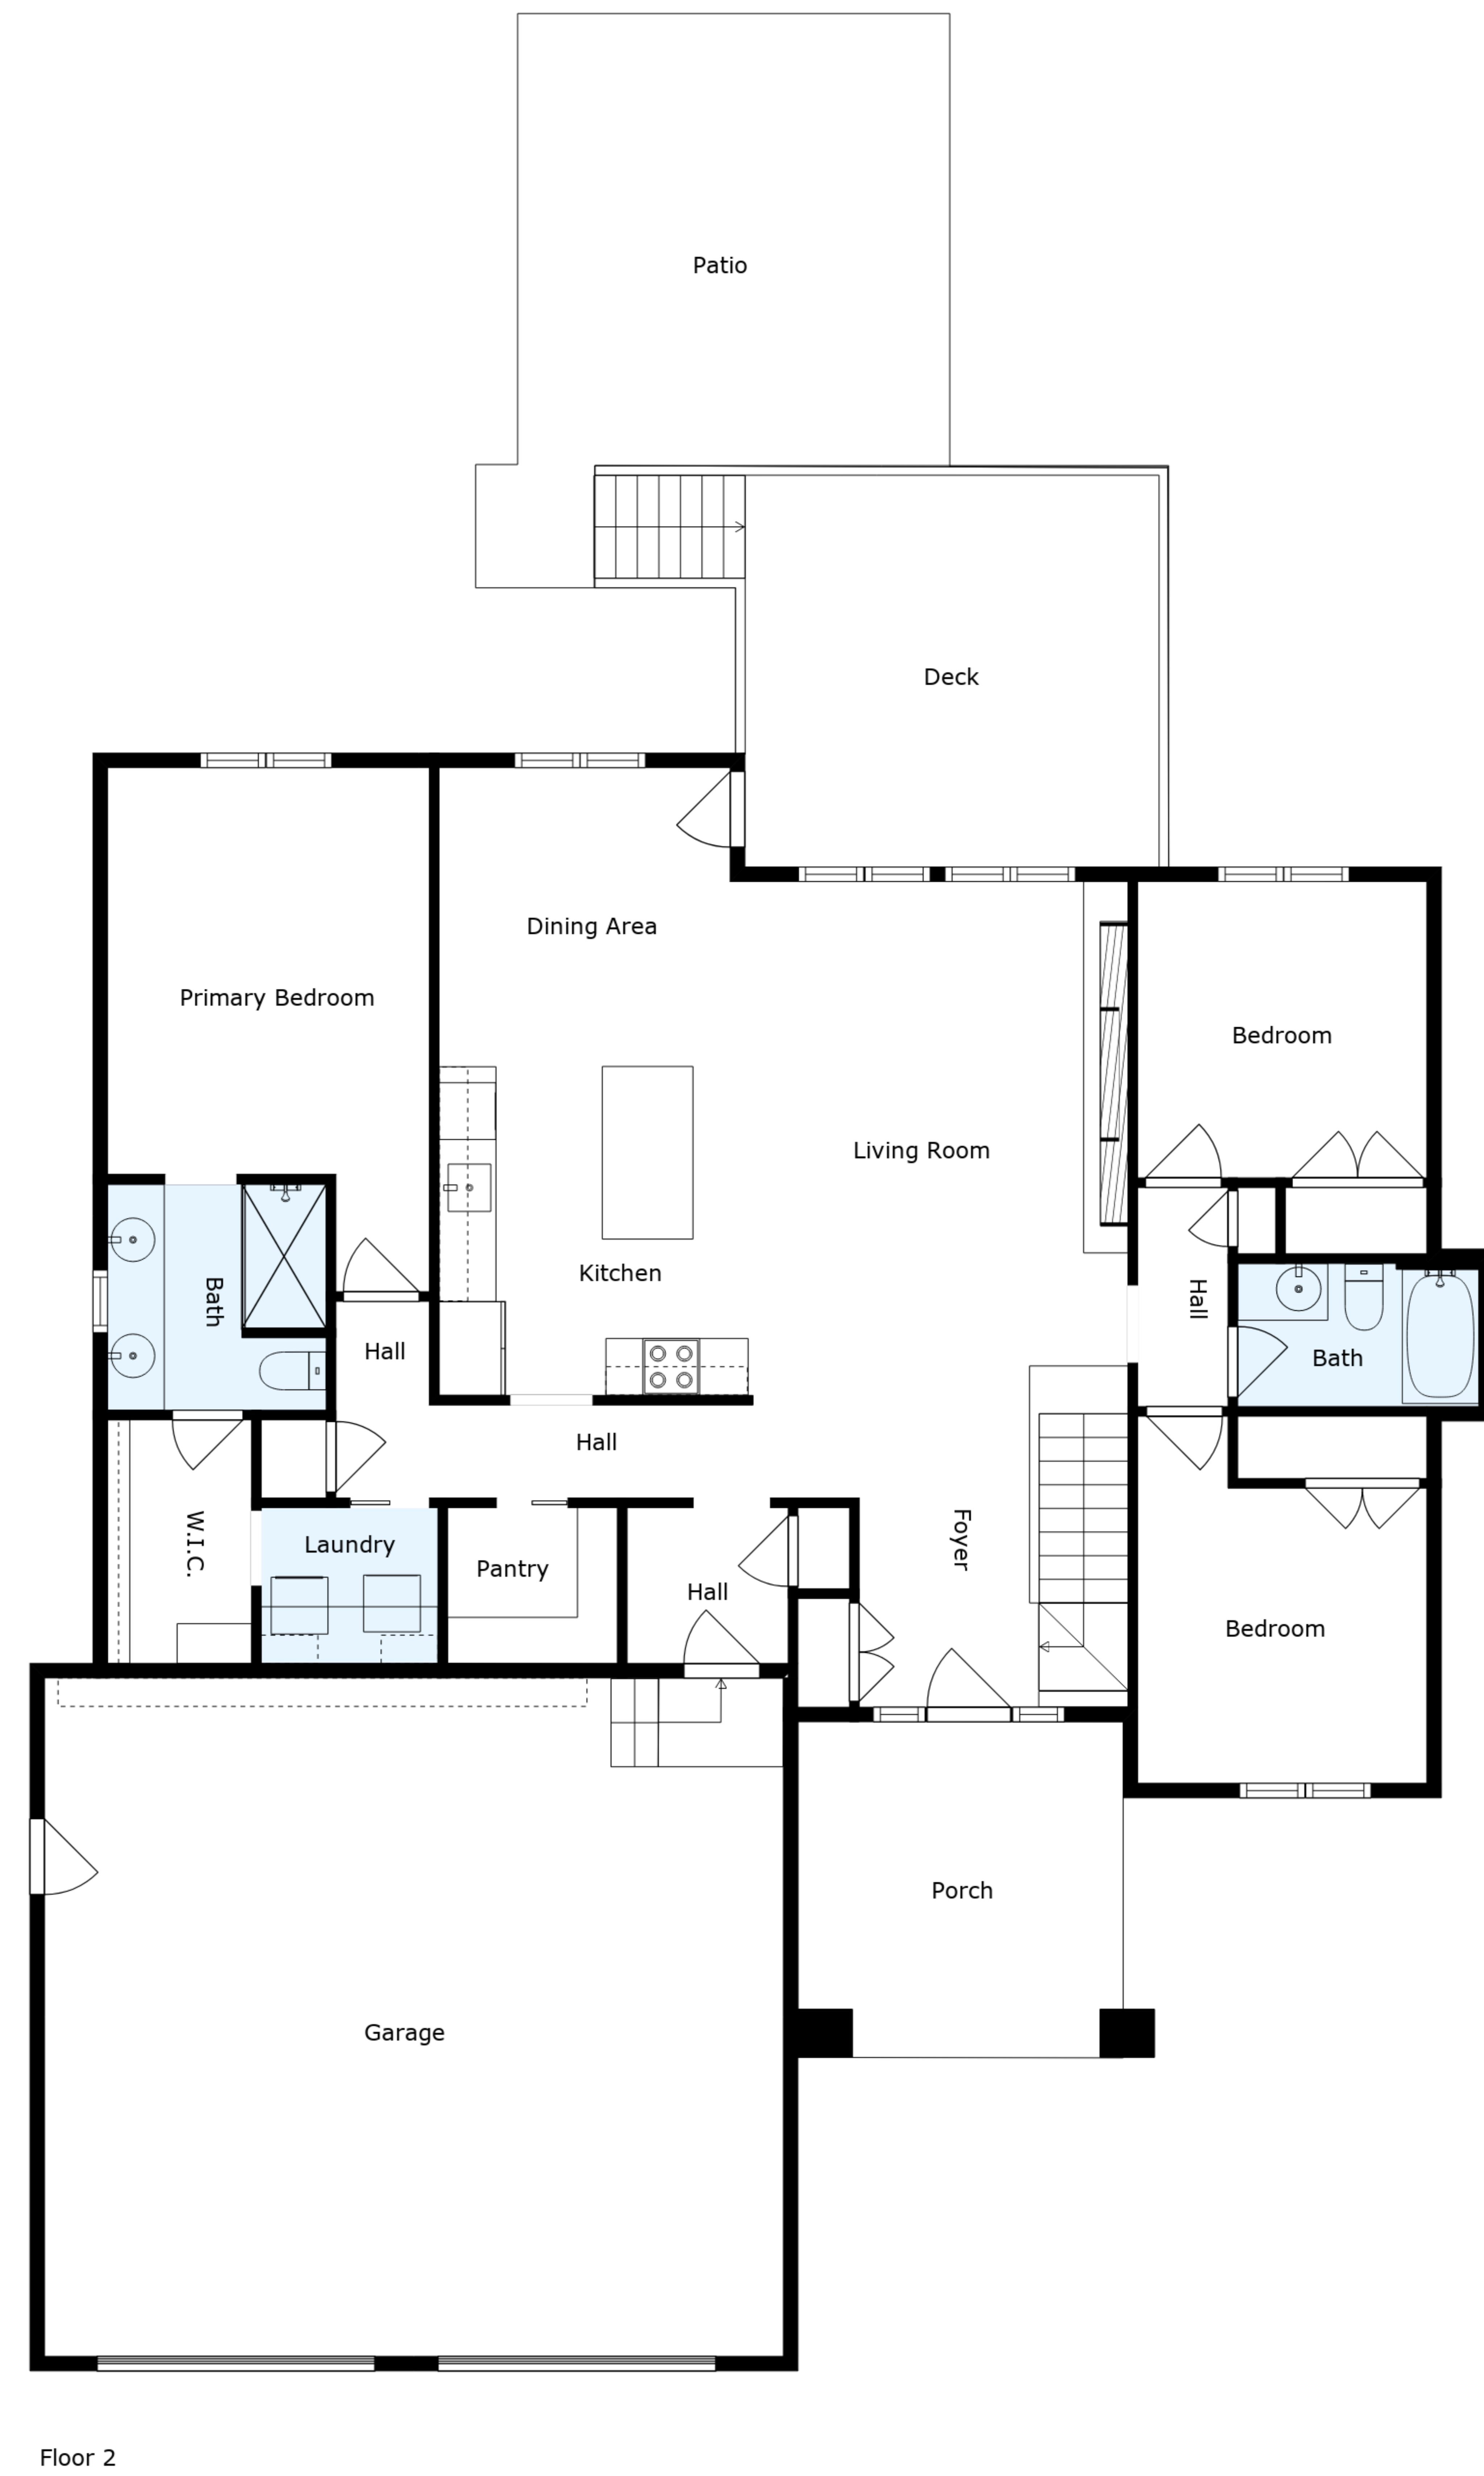 Patio
Deck
Dining Area
Primary Bedroom
Bedroom
Living Room
Kitchen
Bath
Hall
Hall
Bath
Hall
W.I.C.
Laundry
Pantry
Hall
Foyer
Bedroom
Porch
Garage
Floor 2